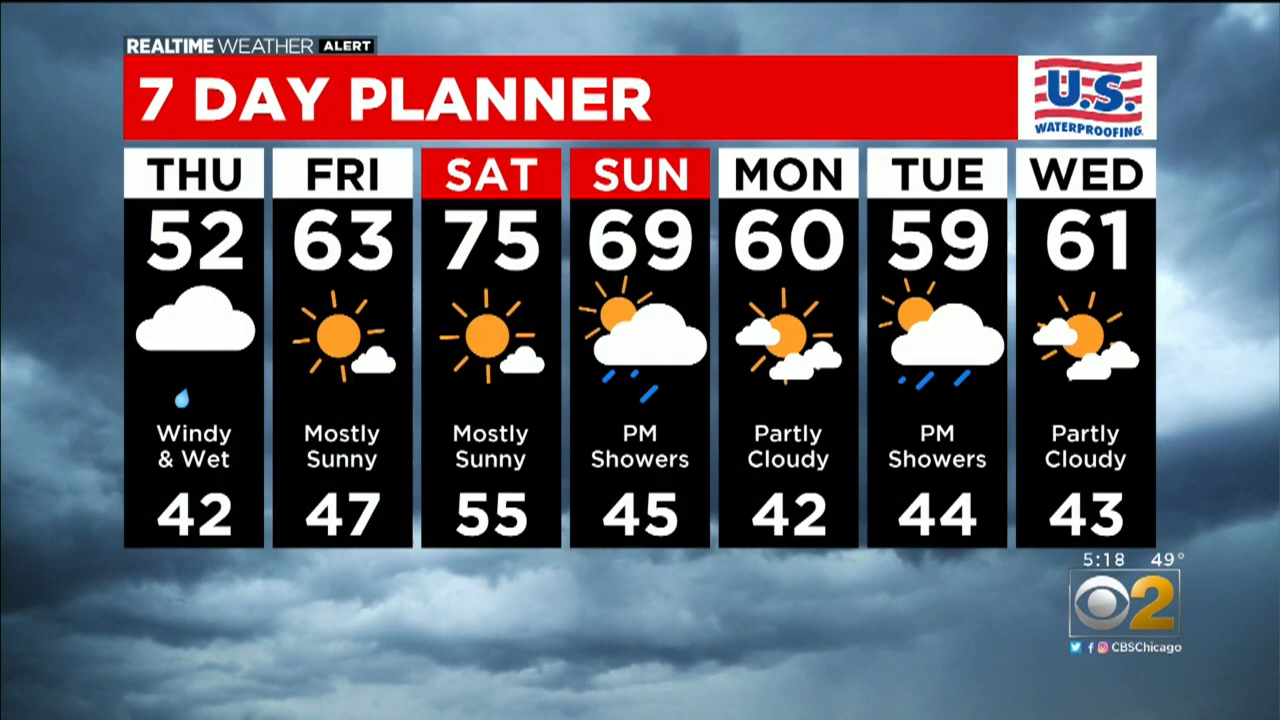 REALTIME WEATHER ALERT
7 DAY PLANNER
U.S.
WATERPROOFING.
THU FRI SAT SUN MON TUE WED
52 63 75 69 60 59 61
Windy Mostly Mostly PM Partly PM Partly
& Wet Sunny Sunny Showers Cloudy Showers Cloudy
42 47 55 45 42 44 43
5:18 49°
2
CBSChicago